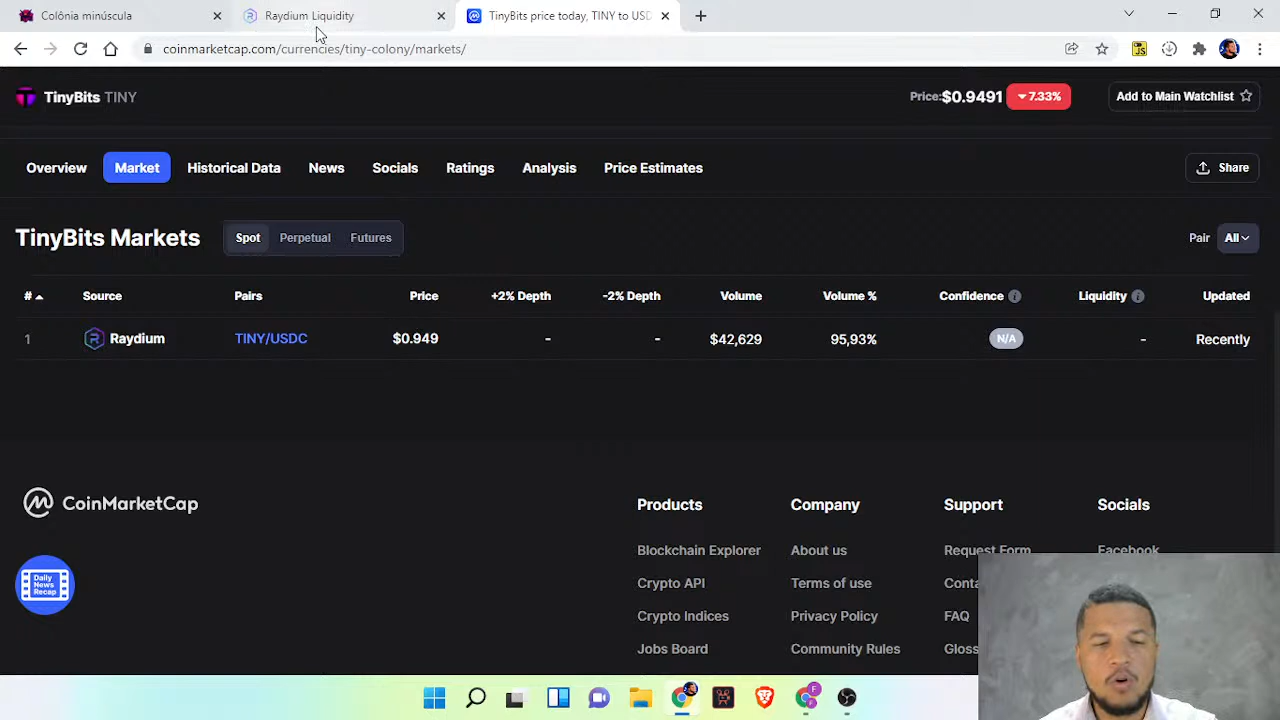 Colônia minúscula
Raydium Liquidity
TinyBits price today, TINY to USD
coinmarketcap.com/currencies/tiny-colony/markets/
JS
TinyBits TINY
Price: $0.9491 7.33%
Add to Main Watchlist
Overview Market Historical Data News Socials Ratings Analysis Price Estimates
Share
TinyBits Markets
Spot Perpetual Futures
Pair All
# Source Pairs Price +2% Depth -2% Depth Volume Volume % Confidence Liquidity Updated
1 Raydium TINY/USDC $0.949 - - $42,629 95,93% N/A - Recently
CoinMarketCap
Daily
News
Recap
Products
Blockchain Explorer
Crypto API
Crypto Indices
Jobs Board
Company
About us
Terms of use
Privacy Policy
Community Rules
Support
Request Form
Conta
FAQ
Gloss
Socials
Facebook